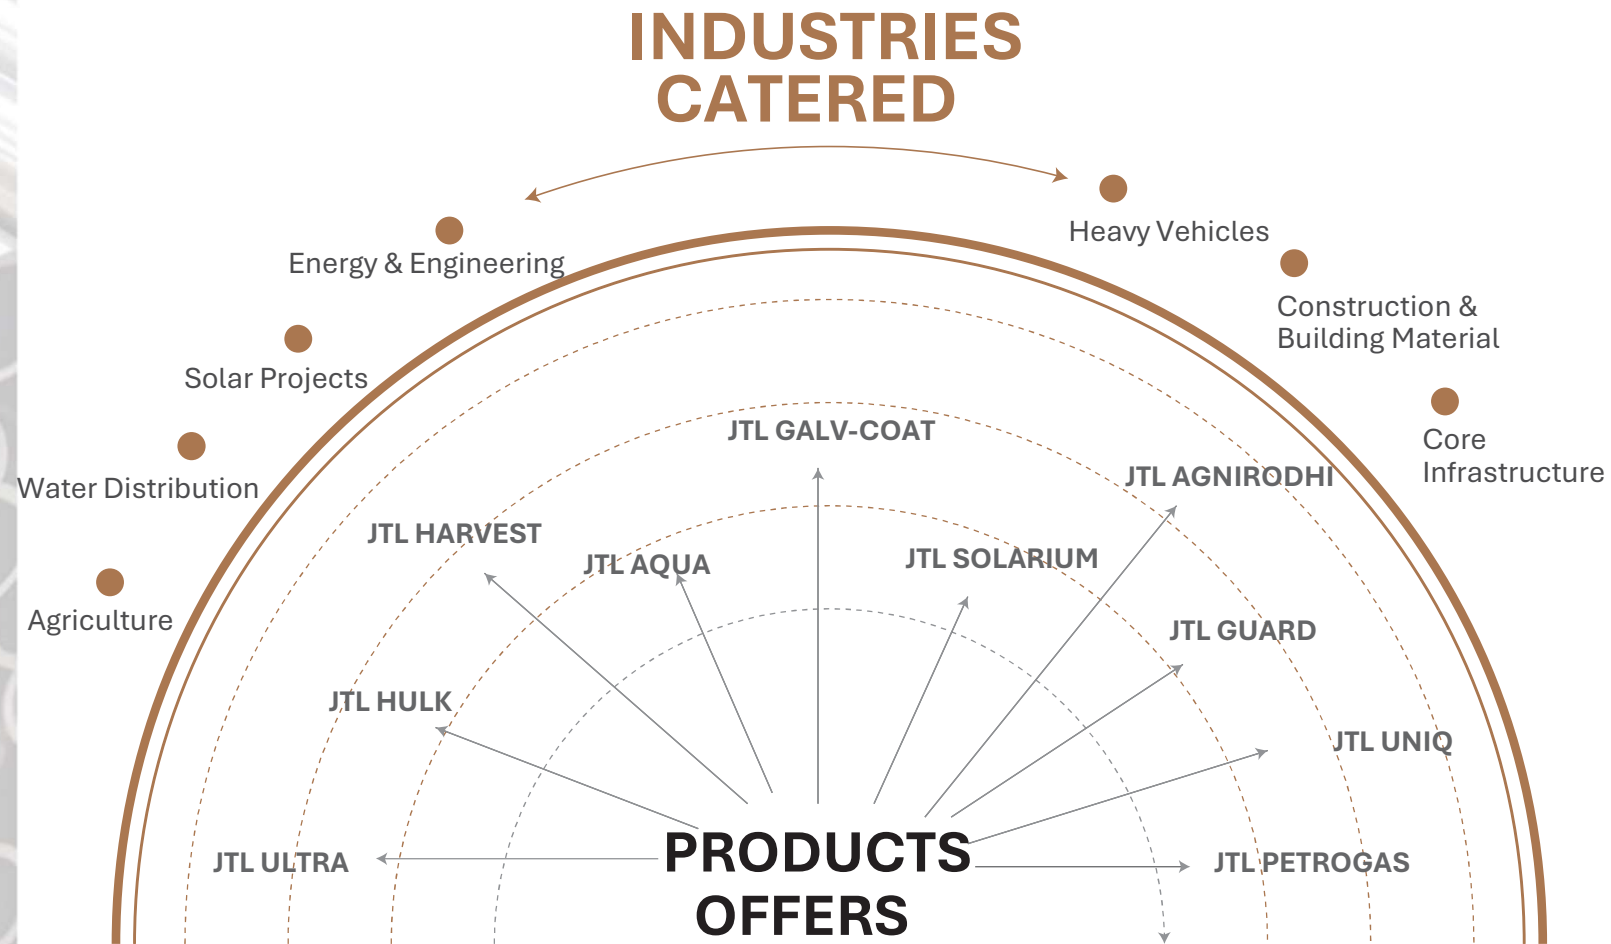 INDUSTRIES
CATERED
Heavy Vehicles
Energy & Engineering
Construction &
Building Material
Solar Projects
Core
Infrastructure
Water Distribution
Agriculture
JTL GALV-COAT
JTL AGNIRODHI
JTL HARVEST
JTL AQUA
JTL SOLARIUM
JTL GUARD
JTL HULK
JTL UNIQ
JTL ULTRA
JTL PETROGAS
PRODUCTS
OFFERS